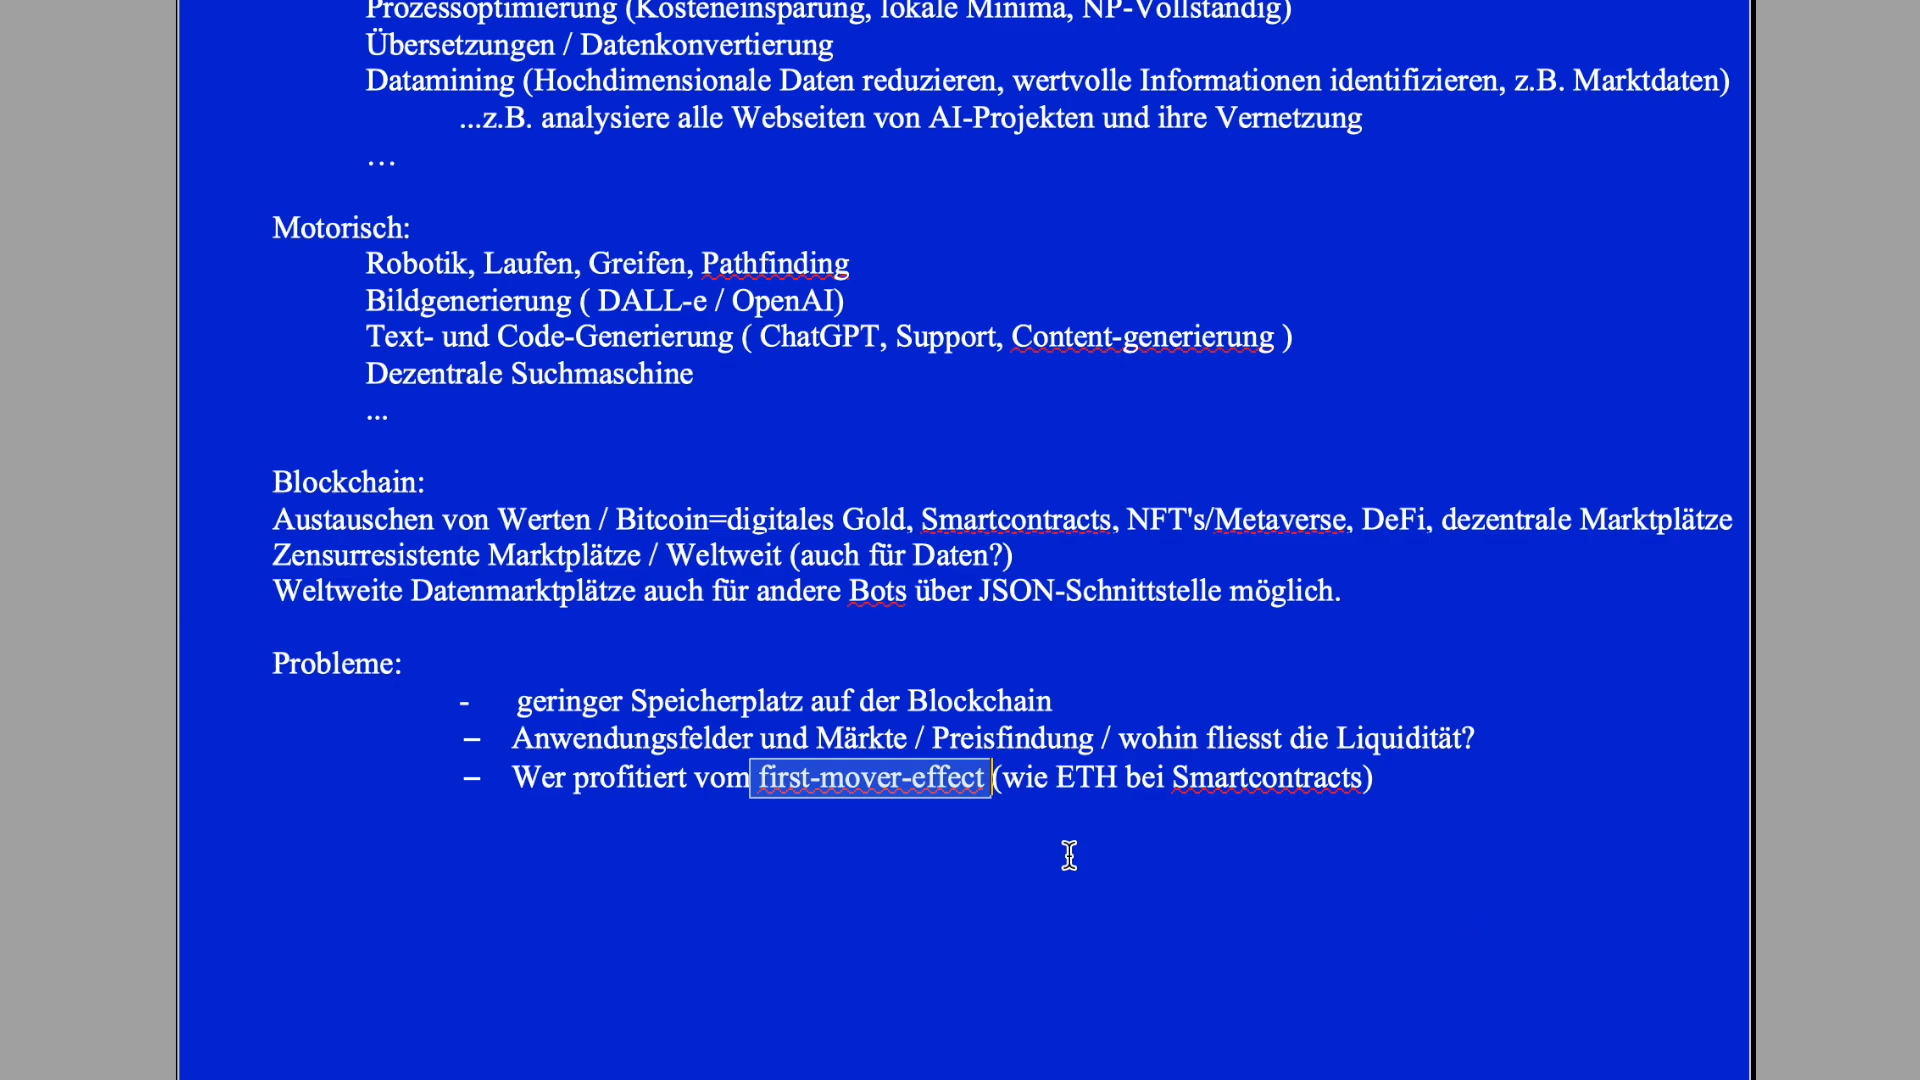 Prozessoptimierung (Kosteneinsparung, lokale Minima, NP-Vollständig)
Übersetzungen / Datenkonvertierung
Datamining (Hochdimensionale Daten reduzieren, wertvolle Informationen identifizieren, z.B. Marktdaten)
...z.B. analysiere alle Webseiten von AI-Projekten und ihre Vernetzung
…
Motorisch:
Robotik, Laufen, Greifen, Pathfinding
Bildgenerierung ( DALL-e / OpenAI)
Text- und Code-Generierung ( ChatGPT, Support, Content-generierung )
Dezentrale Suchmaschine
...
Blockchain:
Austauschen von Werten / Bitcoin=digitales Gold, Smartcontracts, NFT's/Metaverse, DeFi, dezentrale Marktplätze
Zensurresistente Marktplätze / Weltweit (auch für Daten?)
Weltweite Datenmarktplätze auch für andere Bots über JSON-Schnittstelle möglich.
Probleme:
- geringer Speicherplatz auf der Blockchain
– Anwendungsfelder und Märkte / Preisfindung / wohin fliesst die Liquidität?
– Wer profitiert vom first-mover-effect (wie ETH bei Smartcontracts)